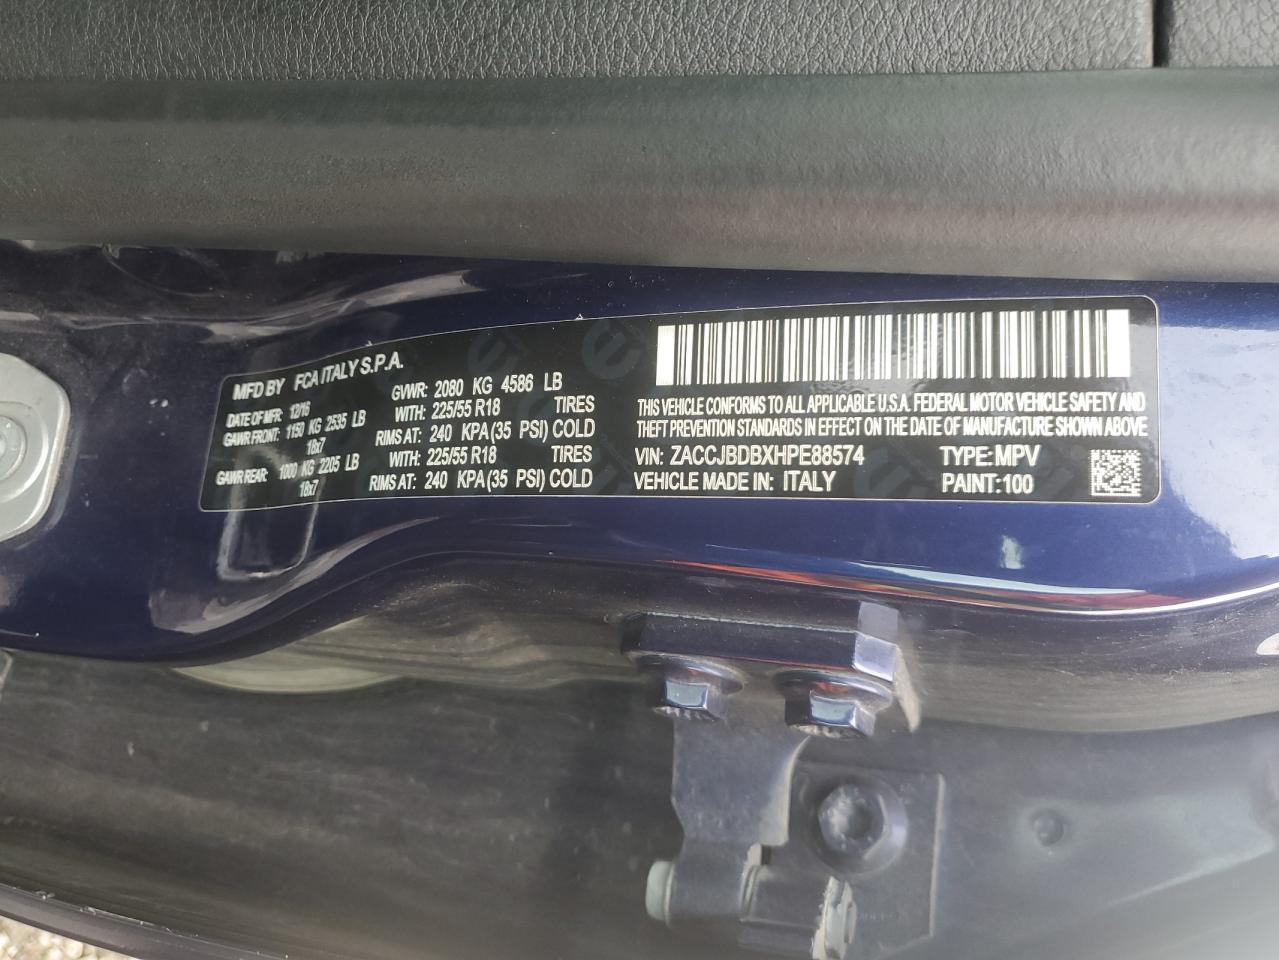 MFD BY FCA ITALY S.P.A.
DATE OF MFR: 12/16 GVWR: 2080 KG 4586 LB
GAWR FRONT: 1150 KG 2535 LB WITH: 225/55 R18 TIRES
18x7 RIMS AT: 240 KPA(35 PSI) COLD
GAWR REAR: 1000 KG 2205 LB WITH: 225/55 R18 TIRES
18x7 RIMS AT: 240 KPA(35 PSI) COLD
THIS VEHICLE CONFORMS TO ALL APPLICABLE U.S.A. FEDERAL MOTOR VEHICLE SAFETY AND
THEFT PREVENTION STANDARDS IN EFFECT ON THE DATE OF MANUFACTURE SHOWN ABOVE
VIN: ZACCJBDBXHPE88574 TYPE: MPV
VEHICLE MADE IN: ITALY PAINT: 100